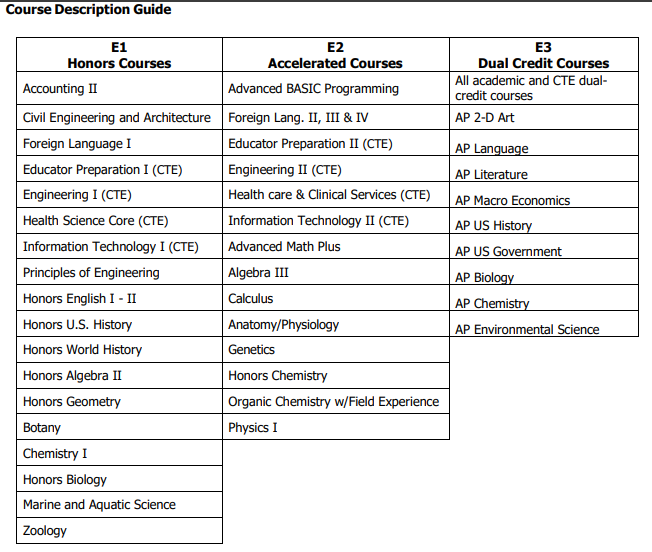 Course Description Guide
E1 E2 E3
Honors Courses Accelerated Courses Dual Credit Courses
Accounting II Advanced BASIC Programming All academic and CTE dual-
credit courses
Civil Engineering and Architecture Foreign Lang. II, III & IV AP 2-D Art
Foreign Language I Educator Preparation II (CTE) AP Language
Educator Preparation I (CTE) Engineering II (CTE) AP Literature
Engineering I (CTE) Health care & Clinical Services (CTE) AP Macro Economics
Health Science Core (CTE) Information Technology II (CTE) AP US History
Information Technology I (CTE) Advanced Math Plus AP US Government
Principles of Engineering Algebra III AP Biology
Honors English I - II Calculus AP Chemistry
Honors U.S. History Anatomy/Physiology AP Environmental Science
Honors World History Genetics
Honors Algebra II Honors Chemistry
Honors Geometry Organic Chemistry w/Field Experience
Botany Physics I
Chemistry I
Honors Biology
Marine and Aquatic Science
Zoology